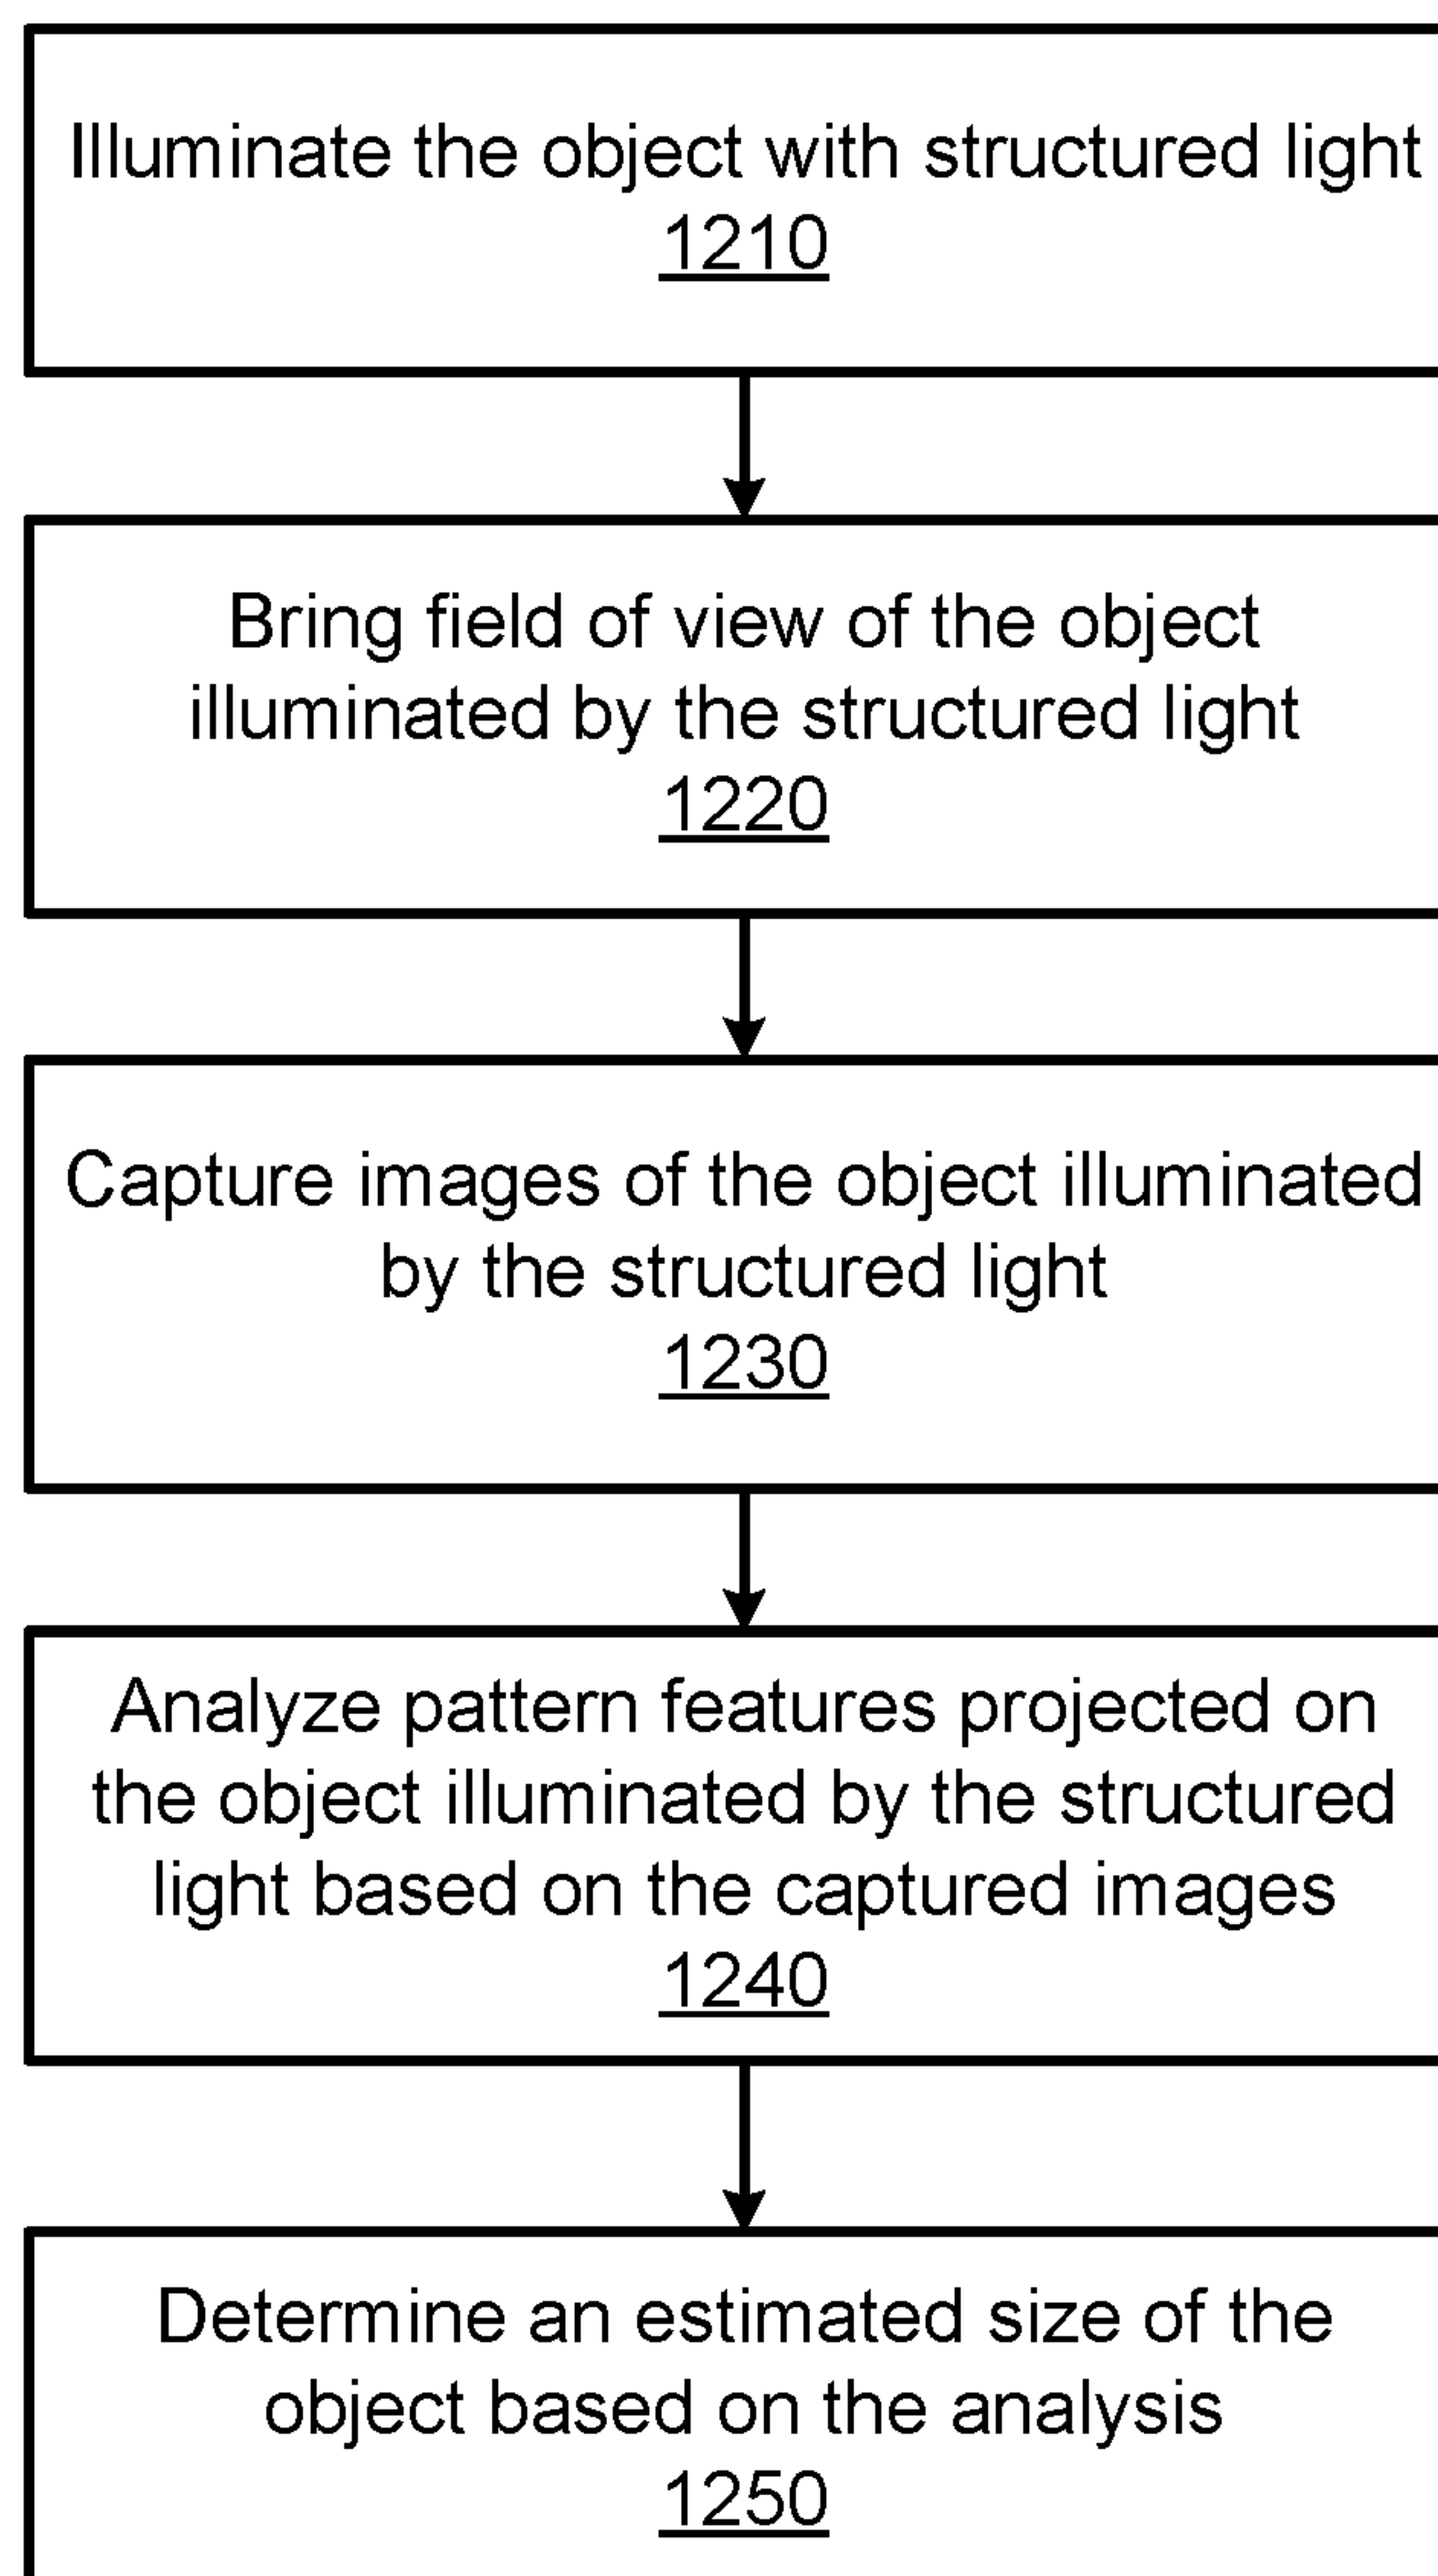 Illuminate the object with structured light
1210
Bring field of view of the object
illuminated by the structured light
1220
Capture images of the object illuminated
by the structured light
1230
Analyze pattern features projected on
the object illuminated by the structured
light based on the captured images
1240
Determine an estimated size of the
object based on the analysis
1250